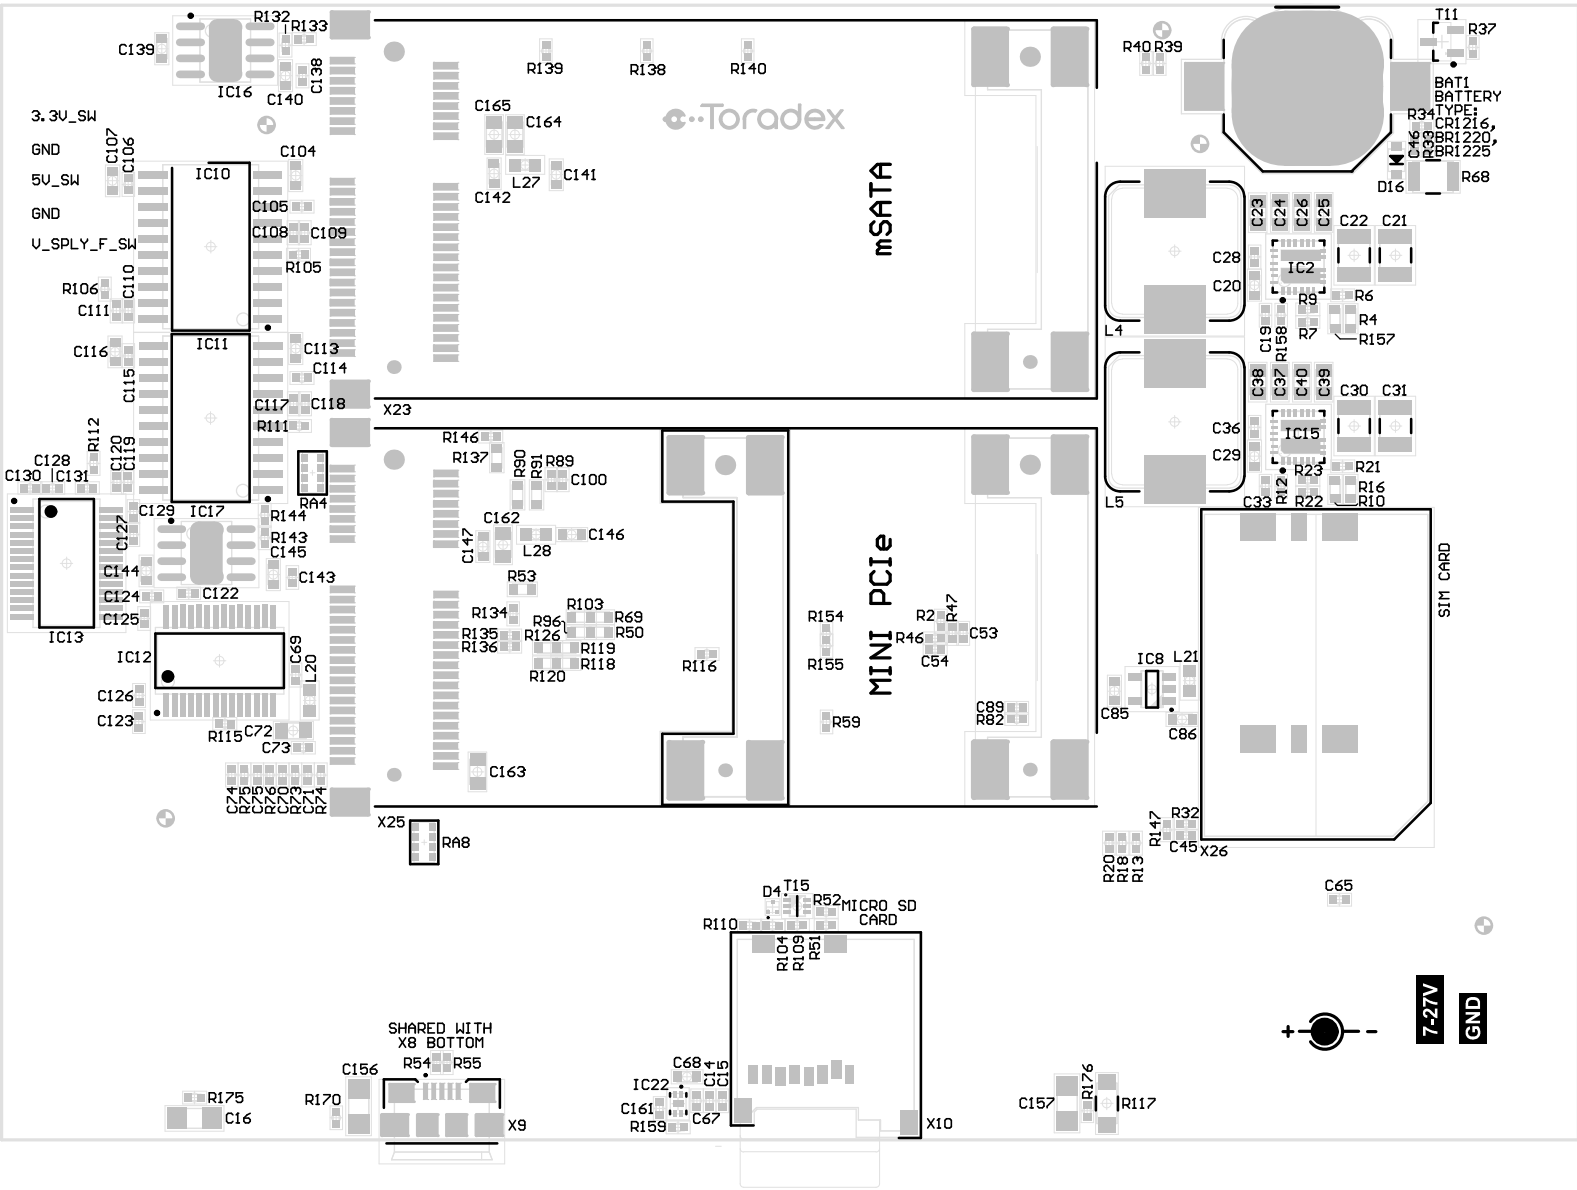 R132
R133
C139
IC16
C140
C138
R139
R138
R140
C165
C164
Toradex
R40
R39
T11
R37
BAT1
BATTERY
TYPE:
CR1216,
BR1220,
BR1225
R34
C46
R33
D16
R68
3.3V_SW
GND
5V_SW
GND
V_SPLY_F_SW
C107
C106
IC10
C104
C105
C108
C109
R105
C110
R106
C111
L27
C141
C142
mSATA
C23
C24
C26
C25
C22
C21
C28
C20
IC2
R9
R6
R4
R7
R157
C19
R158
L4
C116
C115
IC11
C113
C114
C117
C118
R111
X23
C38
C37
C40
C39
C30
C31
C36
C29
IC15
R23
R21
R16
R12
R22
R10
C33
L5
R112
C120
C119
C128
C130
C131
RA4
C129
IC17
C127
R144
R143
C145
C144
C143
C124
C122
C125
IC13
IC12
C69
L20
C126
C123
R115
C72
C73
C74
R75
C75
R76
C70
R73
C71
R74
R146
R137
R90
R91
R89
C100
C162
C147
L28
C146
R53
R134
R103
R69
R96
R50
R135
R136
R126
R119
R118
R120
R116
C163
X25
RA8
MINI PCIe
R154
R155
R59
R2
R47
R46
C53
C54
C89
R82
SIM CARD
IC8
L21
C85
C86
R147
R32
C45
X26
R20
R18
R13
C65
D4
T15
R52
MICRO SD
CARD
R110
R104
R109
R51
7-27V
GND
+
-
SHARED WITH
X8 BOTTOM
R54
R55
C156
R170
R175
C16
X9
C68
C14
C15
IC22
C161
C67
R159
X10
C157
R176
R117